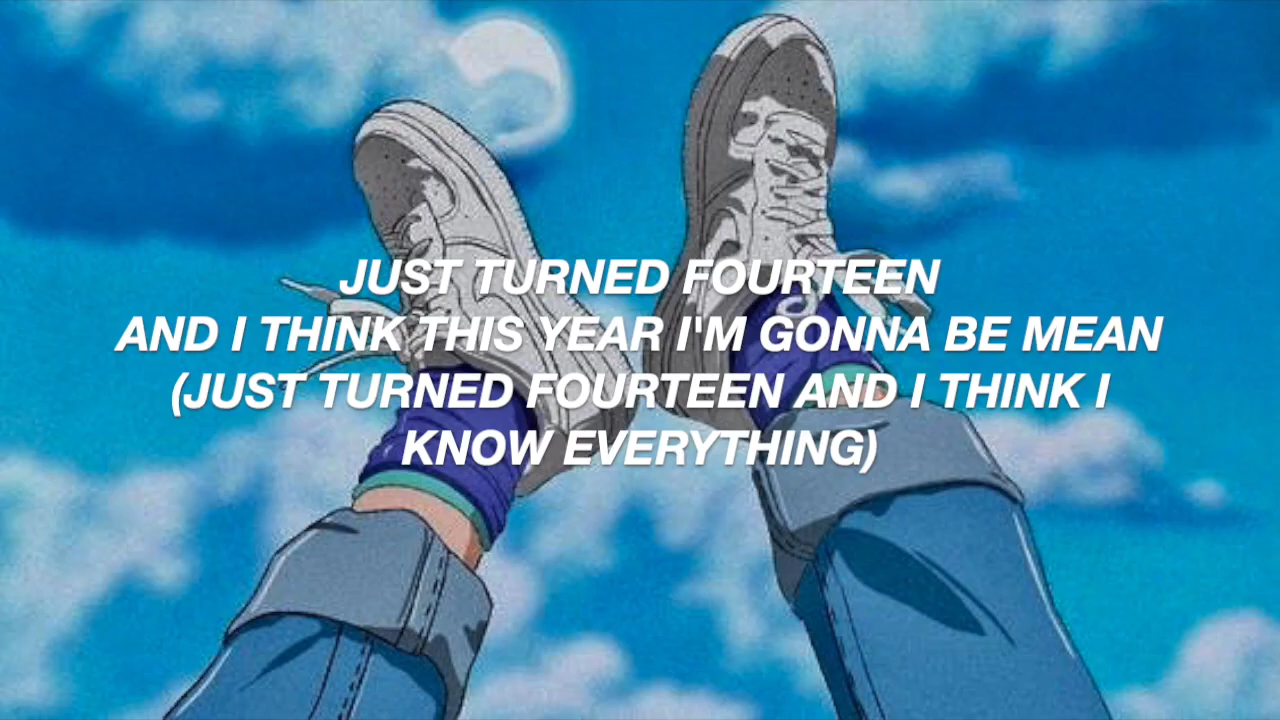 JUST TURNED FOURTEEN
AND I THINK THIS YEAR I'M GONNA BE MEAN
(JUST TURNED FOURTEEN AND I THINK I
KNOW EVERYTHING)